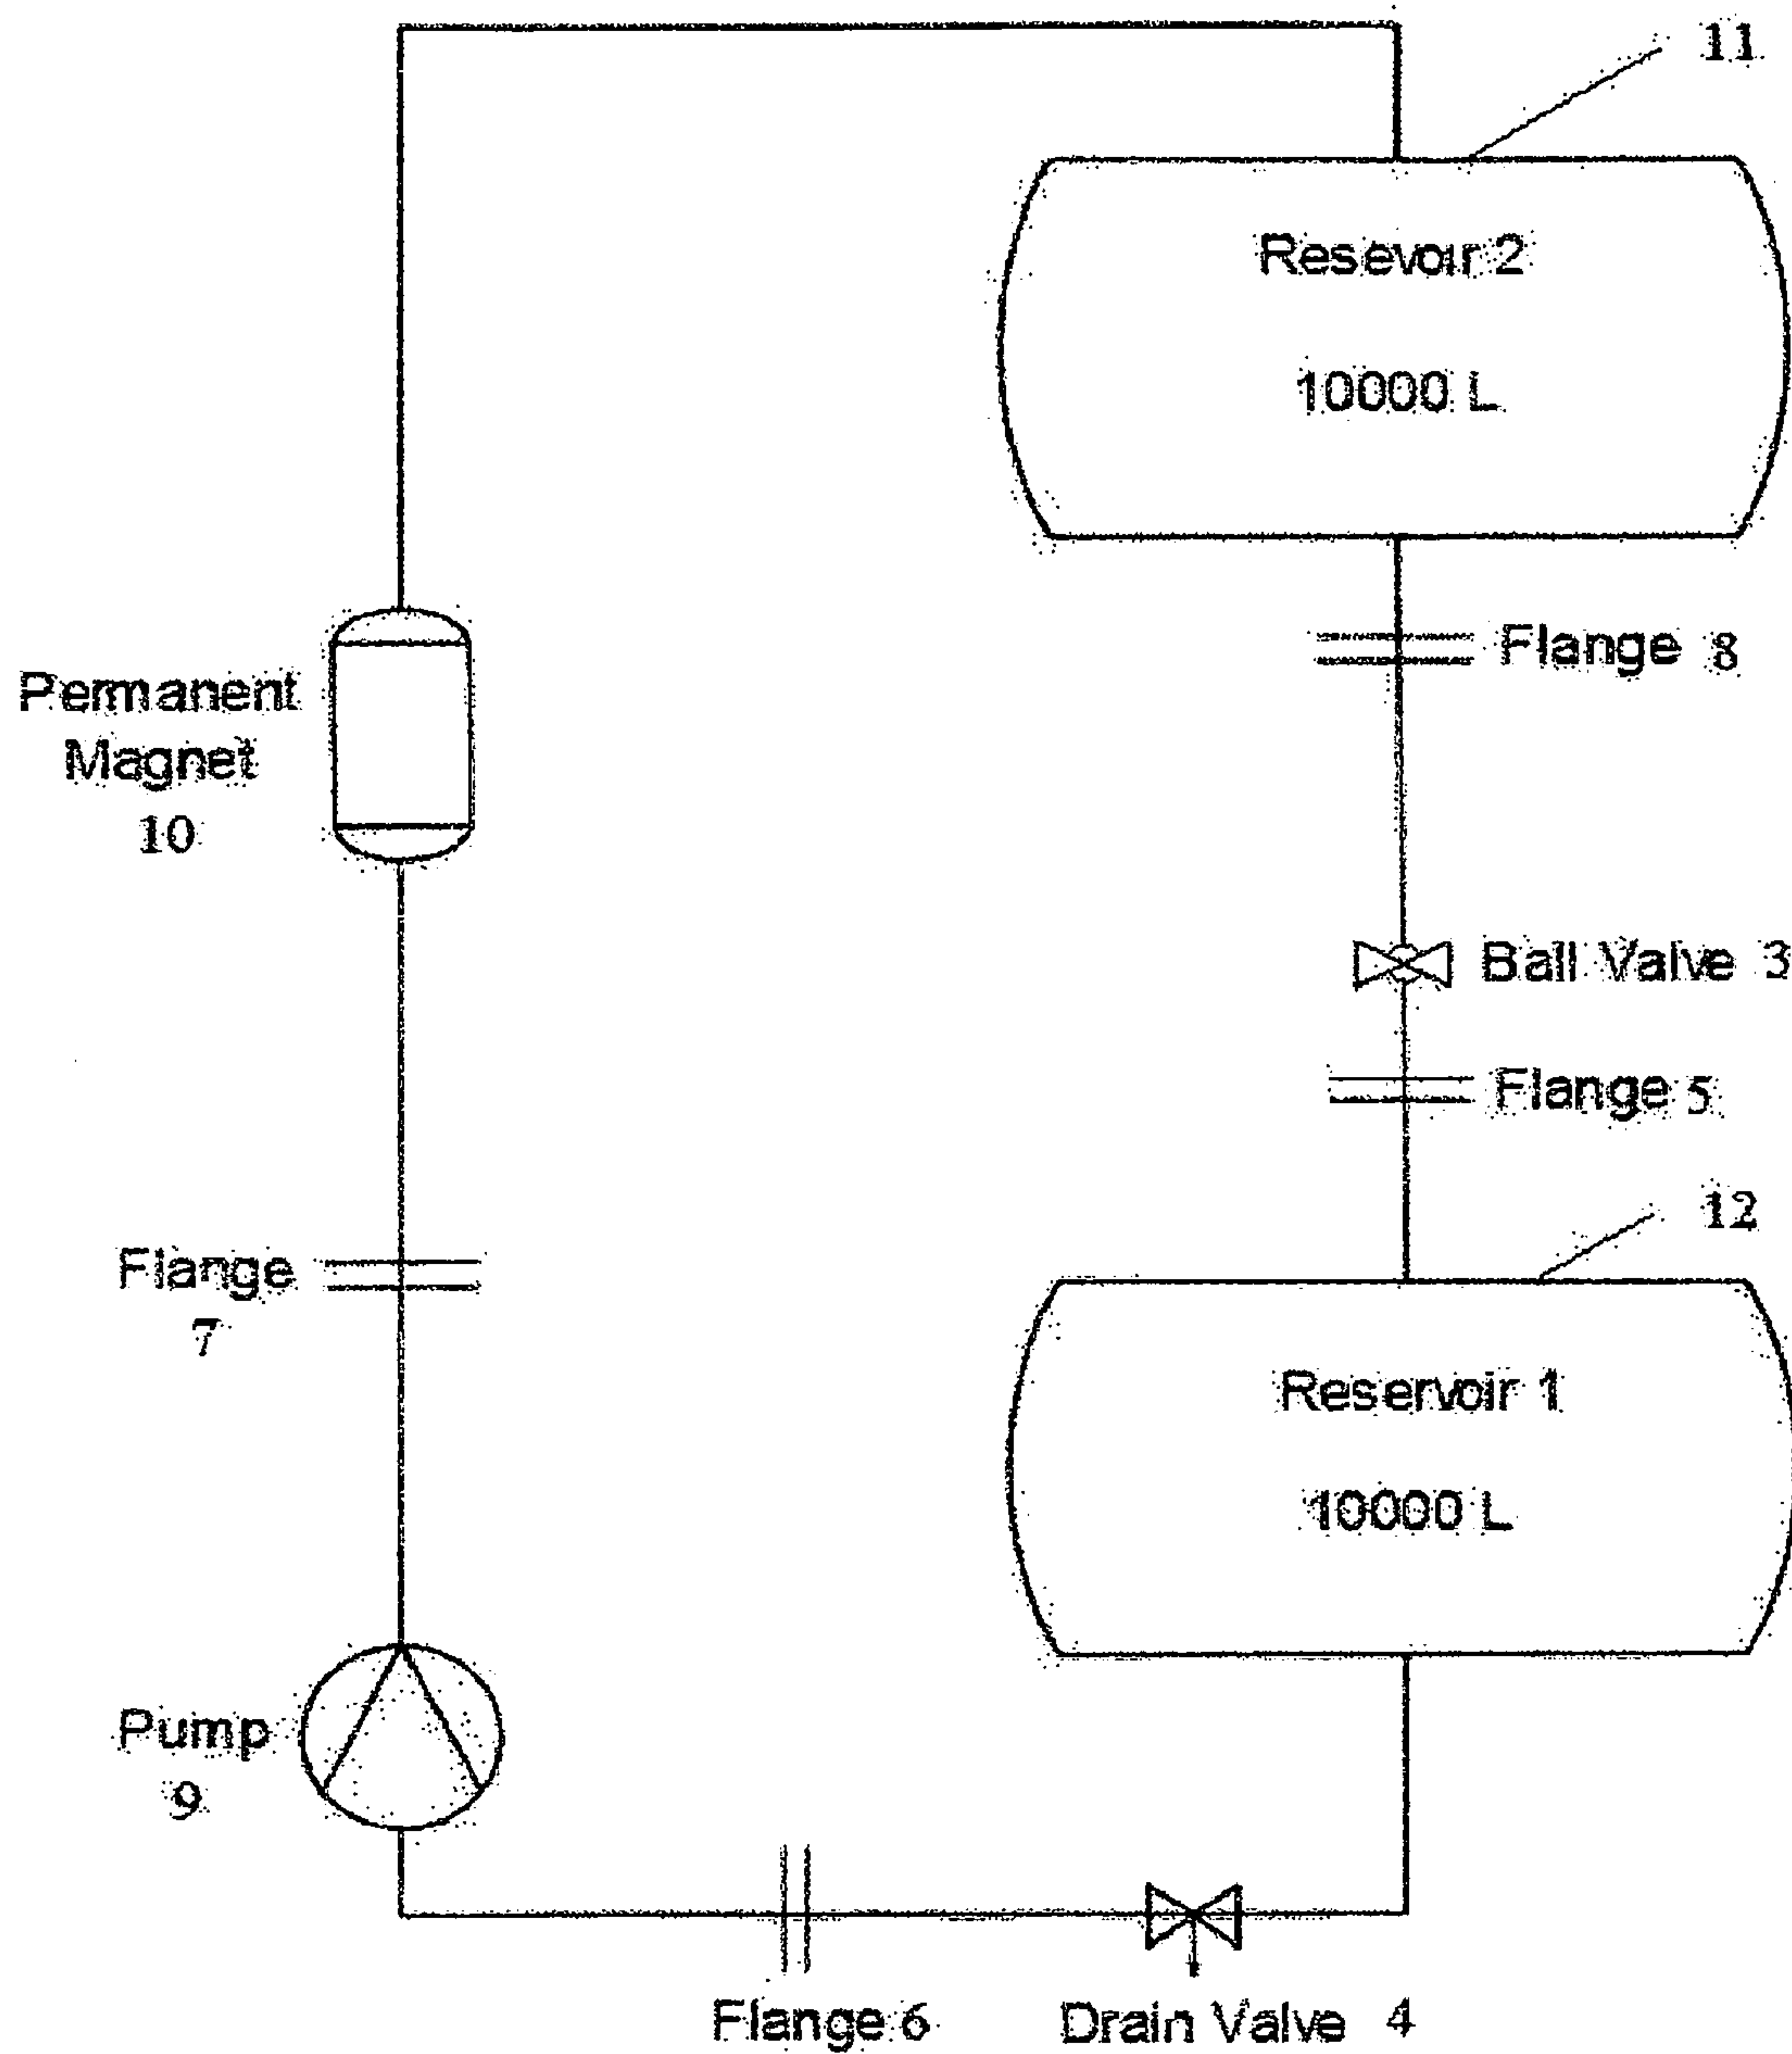 11
Resevoir 2
10000 L
Flange 8
Permanent
Magnet
10
Ball Valve 3
Flange 5
12
Flange
7
Reservoir 1
10000 L
Pump
9
Flange 6
Drain Valve 4